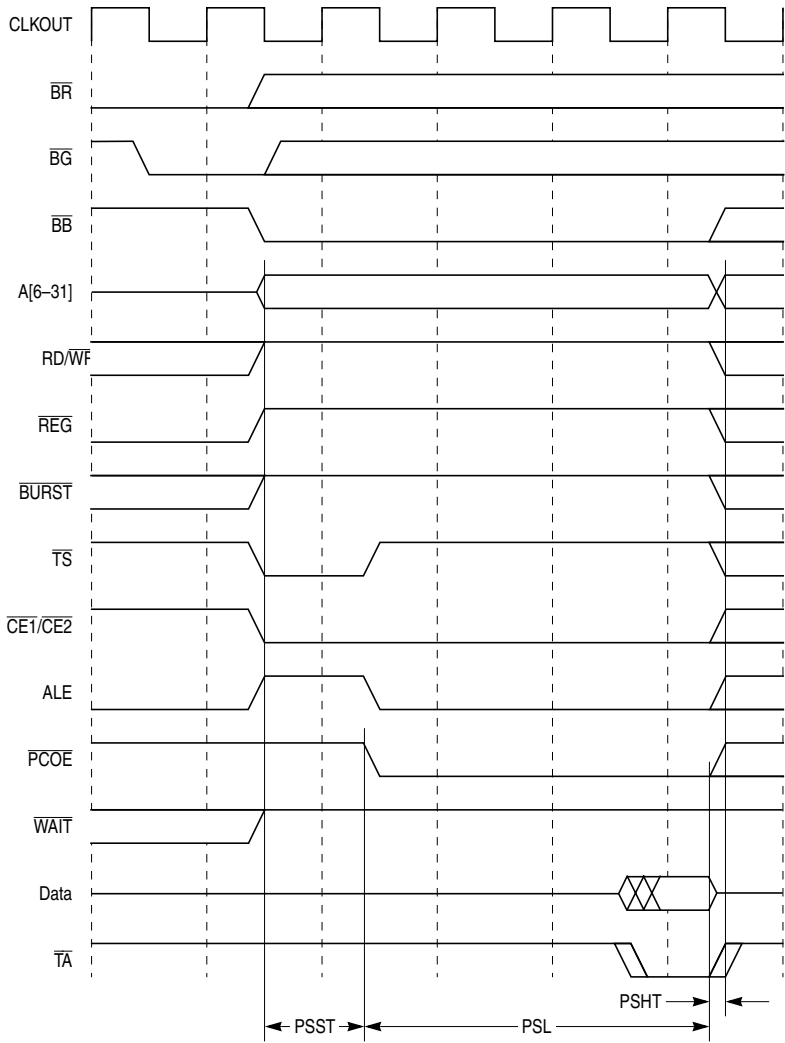 CLKOUT
BR
BG
BB
A[6–31]
RD/WF
REG
BURST
TS
CE1/CE2
ALE
PCOE
WAIT
Data
TA
PSHT
PSST
PSL